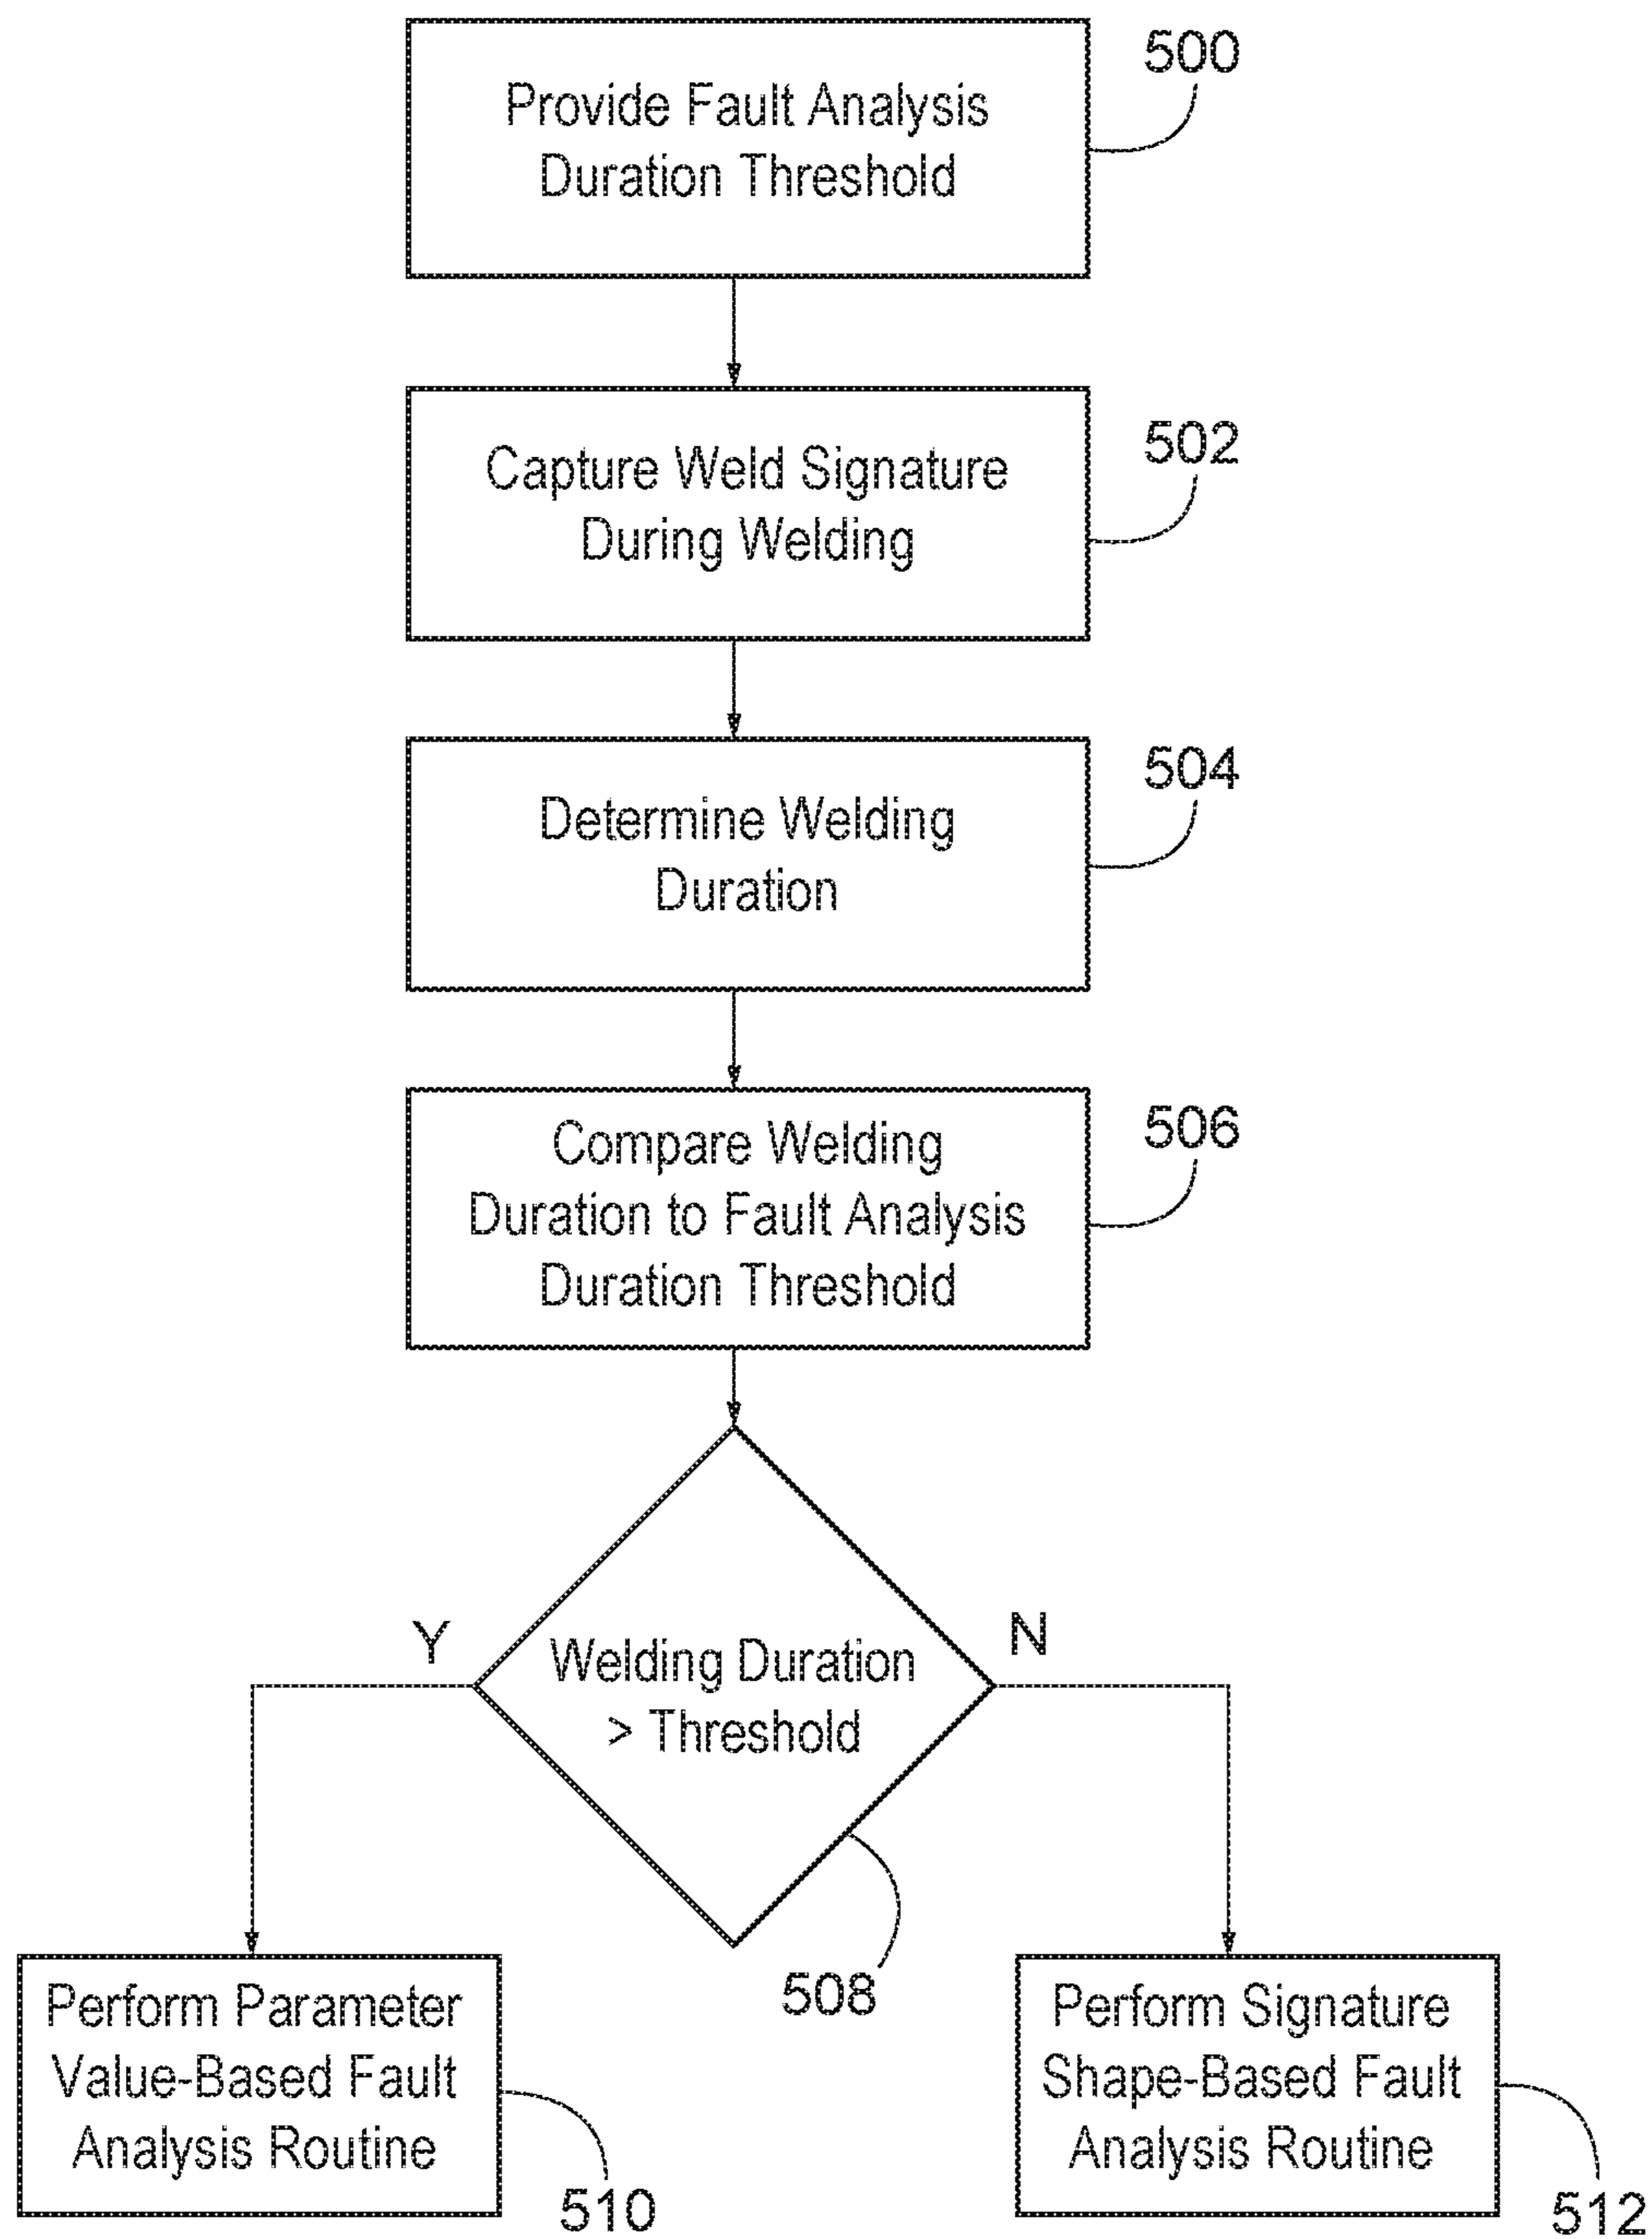 500
Provide Fault Analysis
Duration Threshold
502
Capture Weld Signature
During Welding
504
Determine Welding
Duration
506
Compare Welding
Duration to Fault Analysis
Duration Threshold
Y
N
Welding Duration
> Threshold
508
Perform Parameter
Value-Based Fault
Analysis Routine
510
Perform Signature
Shape-Based Fault
Analysis Routine
512